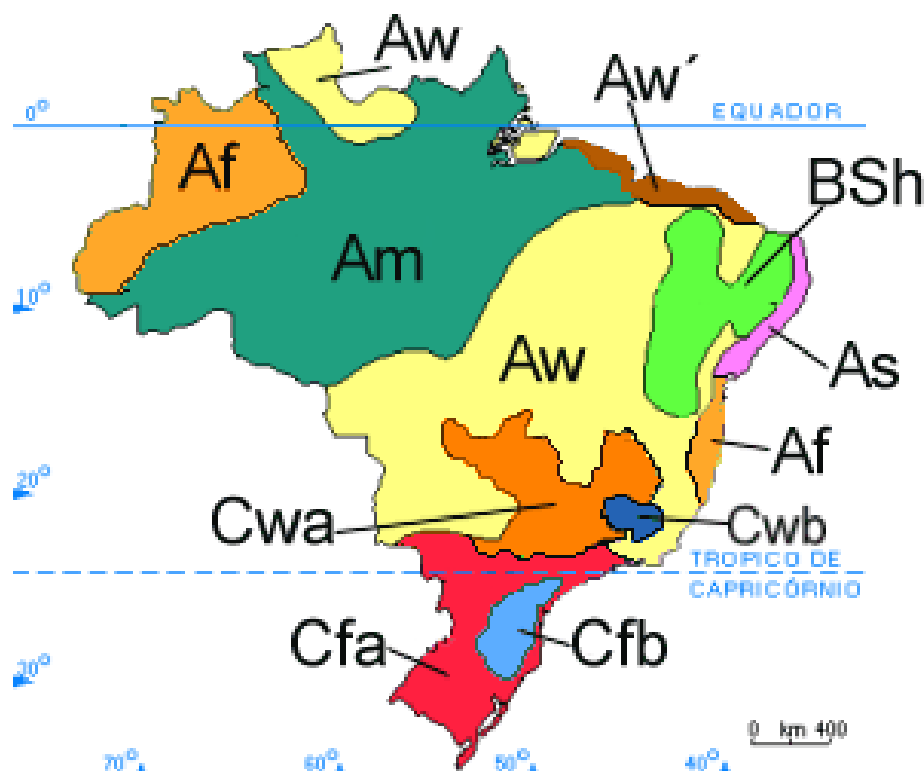 Aw
Aw´
0°
EQUADOR
Af
BSh
Am
10°
Aw
As
Af
20°
Cwa
Cwb
TROPICO DE
CAPRICÓRNIO
Cfa
Cfb
30°
0 km 400
70° 60° 50° 40°